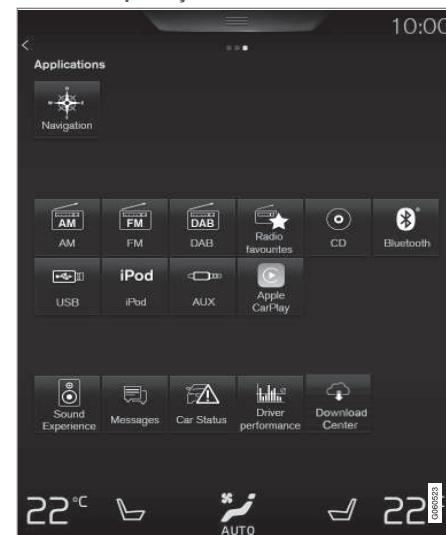 10:00
Applications
Navigation
AM FM DAB
AM FM DAB Radio favourites CD Bluetooth
iPod
USB iPod AUX Apple CarPlay
Sound Experience Messages Car Status Driver performance Download Center
22°C 22
AUTO
G060523